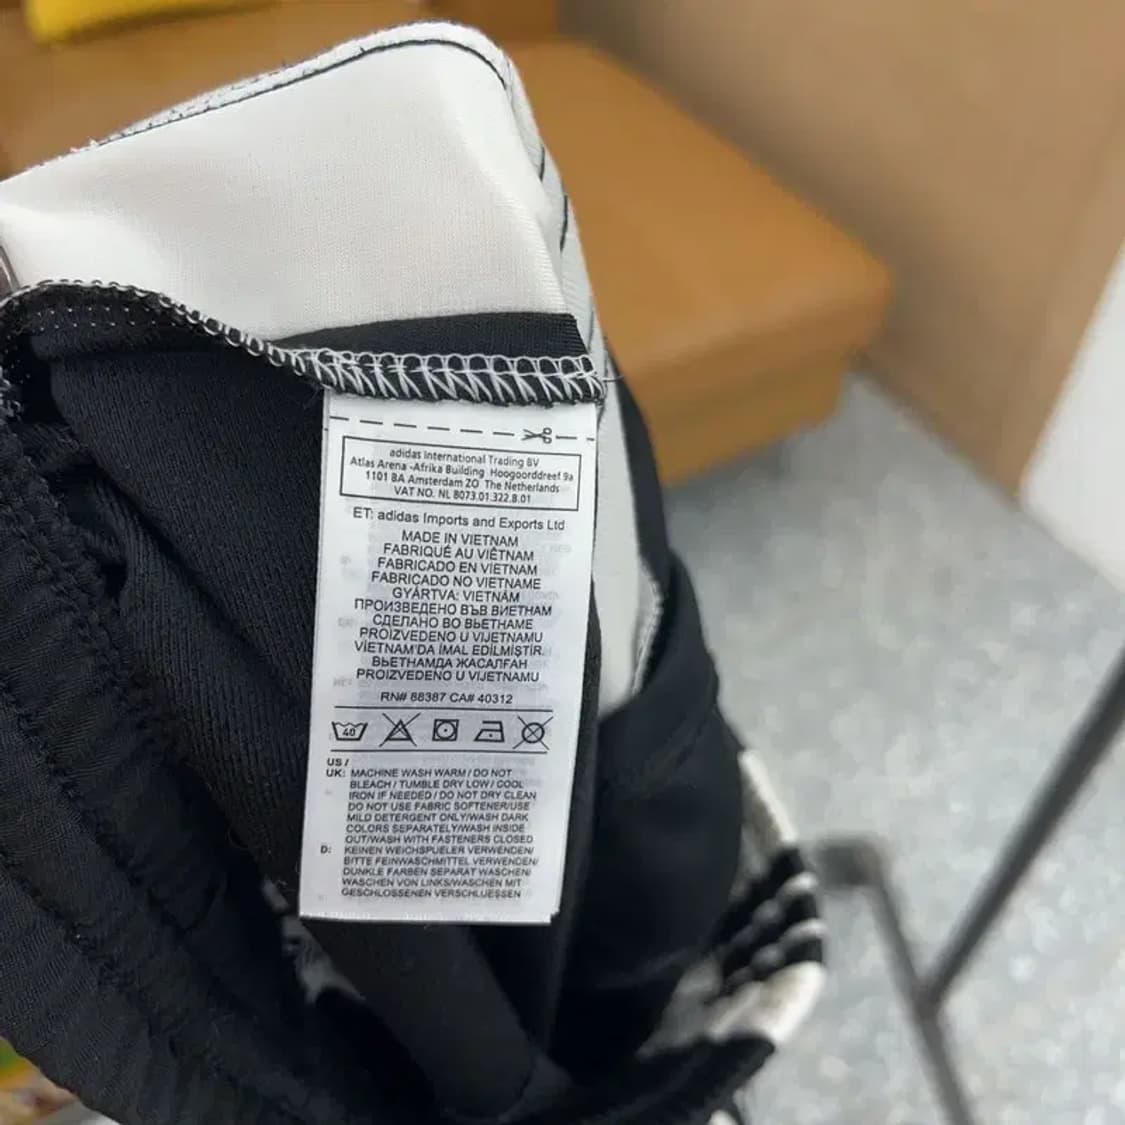 adidas International Trading BV
Atlas Arena -Afrika Building Hoogoorddreef 9a
1101 BA Amsterdam ZO The Netherlands
VAT NO. NL 8073.01.322.B.01
ET: adidas Imports and Exports Ltd
MADE IN VIETNAM
FABRIQUÉ AU VIÊTNAM
FABRICADO EN VIETNAM
FABRICADO NO VIETNAME
GYÁRTVA: VIETNÁM
ПРОИЗВЕДЕНО ВЪВ ВИЕТНАМ
СДЕЛАНО ВО ВЬЕТНАМЕ
PROIZVEDENO U VIJETNAMU
VİETNAM'DA İMAL EDİLMİŞTİR.
ВЬЕТНАМДА ЖАСАЛҒАН
PROIZVEDENO U VIJETNAMU
RN# 88387 CA# 40312
40
US /
UK: MACHINE WASH WARM / DO NOT
BLEACH / TUMBLE DRY LOW / COOL
IRON IF NEEDED / DO NOT DRY CLEAN
DO NOT USE FABRIC SOFTENER/USE
MILD DETERGENT ONLY/WASH DARK
COLORS SEPARATELY/WASH INSIDE
OUT/WASH WITH FASTENERS CLOSED
D: KEINEN WEICHSPUELER VERWENDEN/
BITTE FEINWASCHMITTEL VERWENDEN/
DUNKLE FARBEN SEPARAT WASCHEN/
WASCHEN VON LINKS/WASCHEN MIT
GESCHLOSSENEN VERSCHLUESSEN